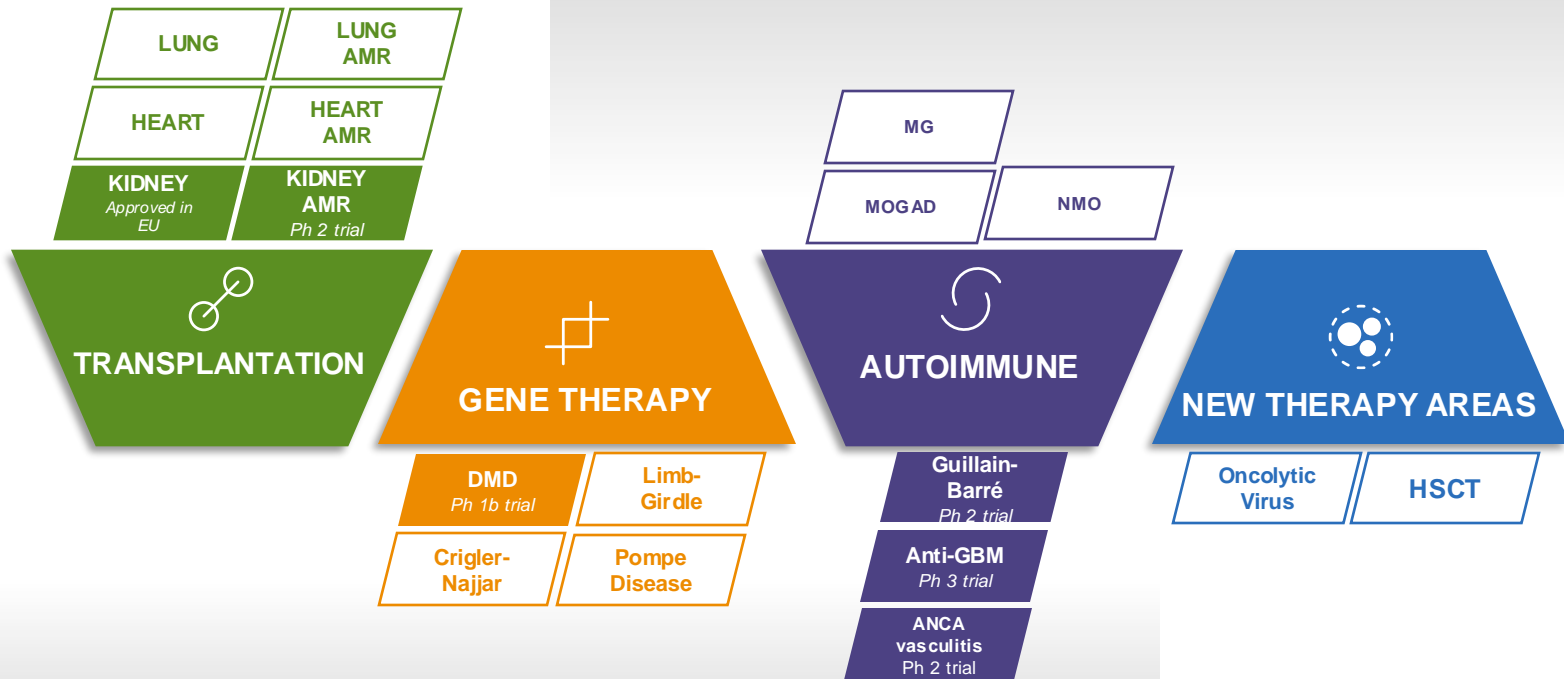 LUNG
LUNG
AMR
HEART
HEART
AMR
KIDNEY
Approved in
EU
KIDNEY
AMR
Ph 2 trial
TRANSPLANTATION
GENE THERAPY
DMD
Ph 1b trial
Limb-
Girdle
Crigler-
Najjar
Pompe
Disease
MG
MOGAD
NMO
AUTOIMMUNE
Guillain-
Barré
Ph 2 trial
Anti-GBM
Ph 3 trial
ANCA
vasculitis
Ph 2 trial
NEW THERAPY AREAS
Oncolytic
Virus
HSCT